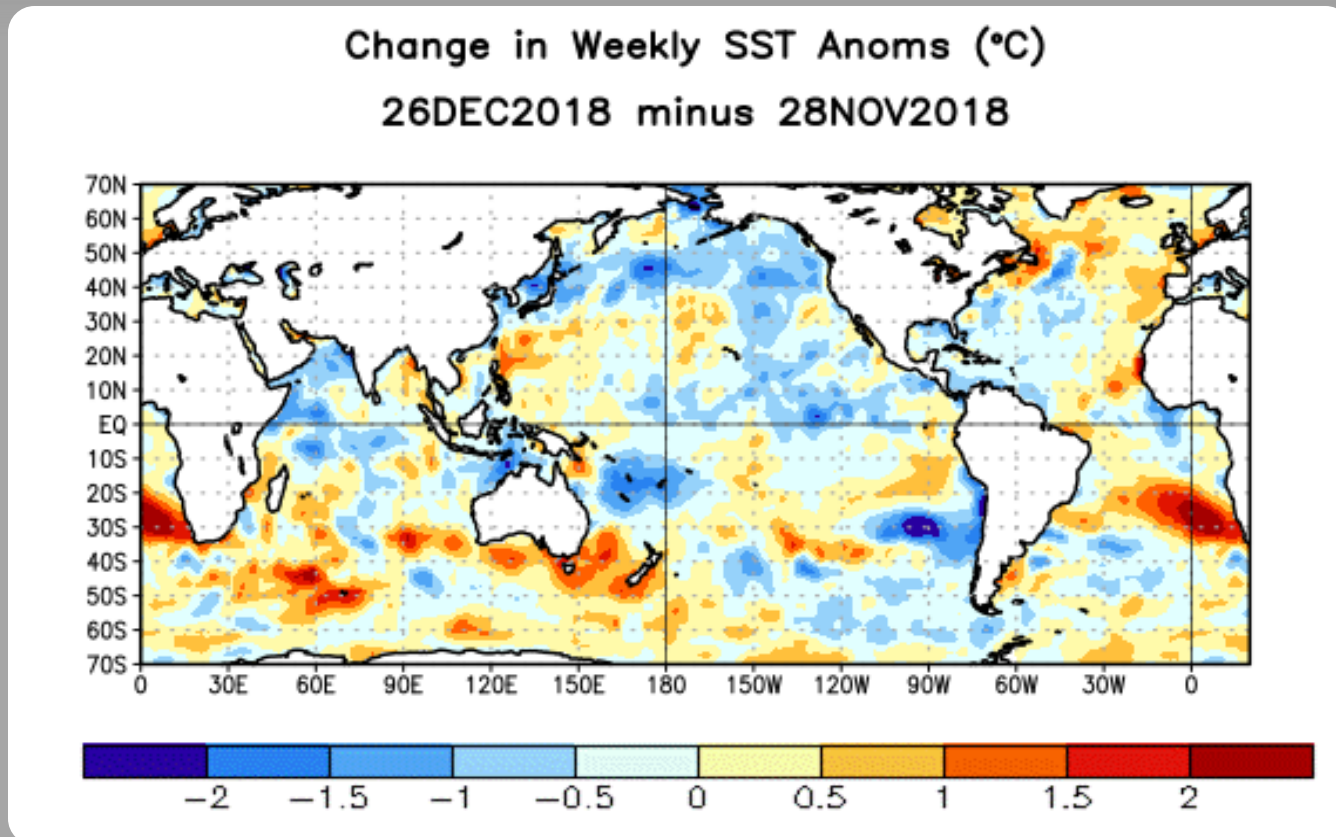 Change in Weekly SST Anoms (°C)
26DEC2018 minus 28NOV2018
70N
60N
50N
40N
30N
20N
10N
EQ
10S
20S
30S
40S
50S
60S
70S
0 30E 60E 90E 120E 150E 180 150W 120W 90W 60W 30W 0
−2 −1.5 −1 −0.5 0 0.5 1 1.5 2